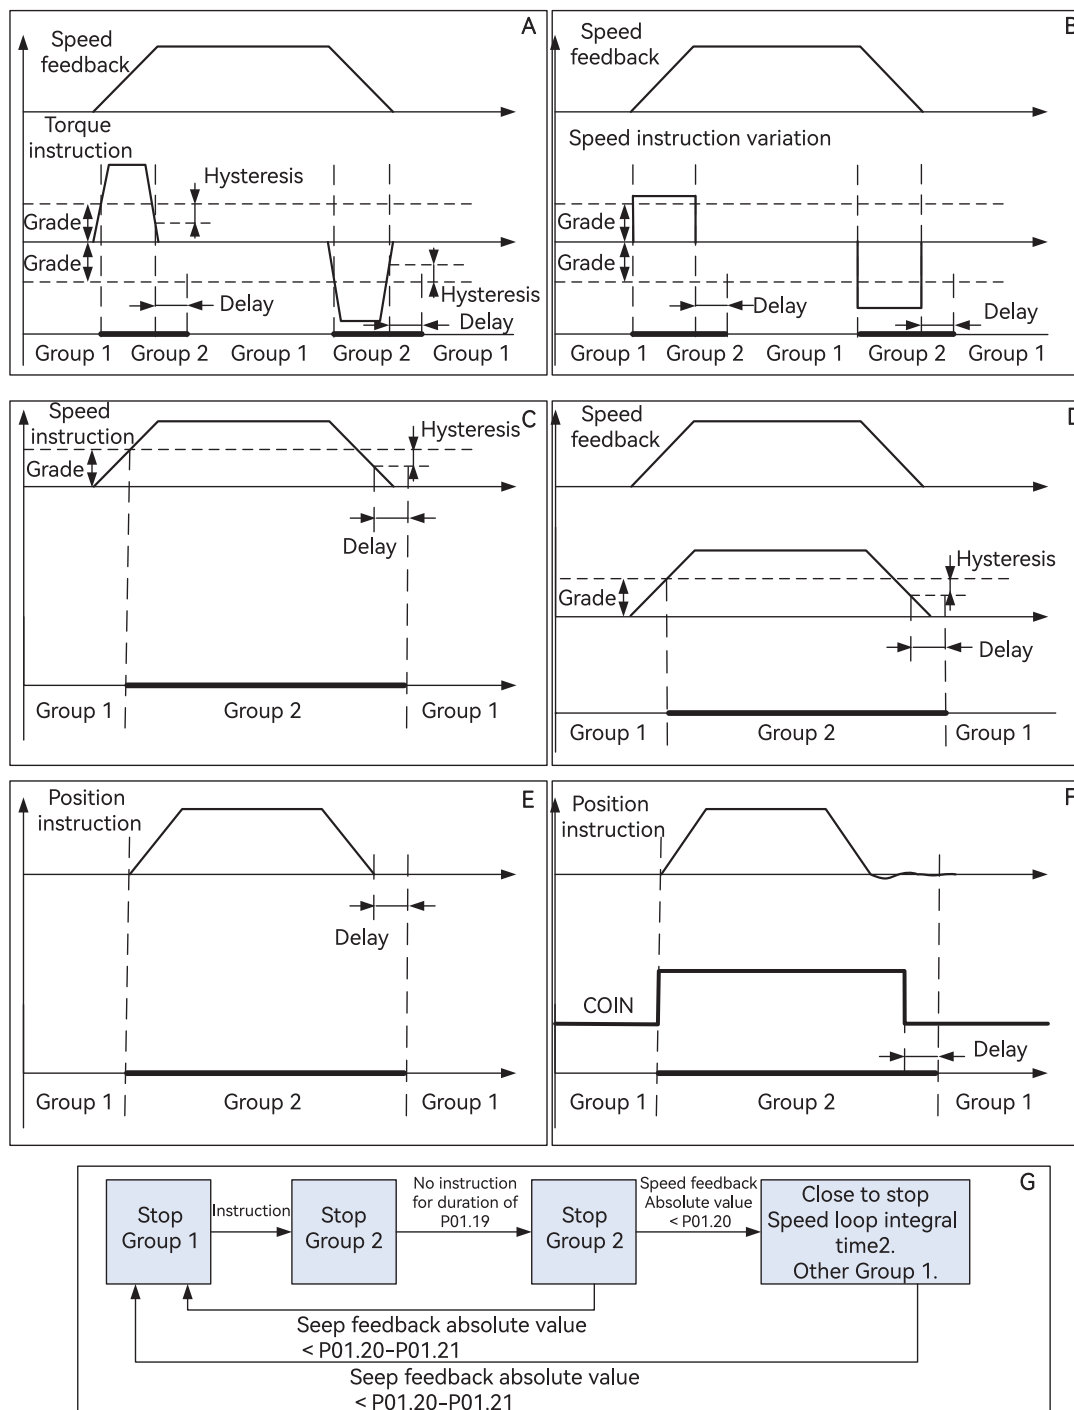 A
Speed
feedback
Torque
instruction
Hysteresis
Grade
Grade
Delay
Hysteresis
Delay
Group 1
Group 2
Group 1
Group 2
Group 1
B
Speed
feedback
Speed instruction variation
Grade
Grade
Delay
Delay
Group 1
Group 2
Group 1
Group 2
Group 1
C
Speed
instruction
Hysteresis
Grade
Delay
Group 1
Group 2
Group 1
D
Speed
feedback
Hysteresis
Grade
Delay
Group 1
Group 2
Group 1
E
Position
instruction
Delay
Group 1
Group 2
Group 1
F
Position
instruction
COIN
Delay
Group 1
Group 2
Group 1
G
Stop
Group 1
Instruction
Stop
Group 2
No instruction
for duration of
P01.19
Stop
Group 2
Speed feedback
Absolute value
< P01.20
Close to stop
Speed loop integral
time2.
Other Group 1.
Seep feedback absolute value
< P01.20-P01.21
Seep feedback absolute value
< P01.20-P01.21